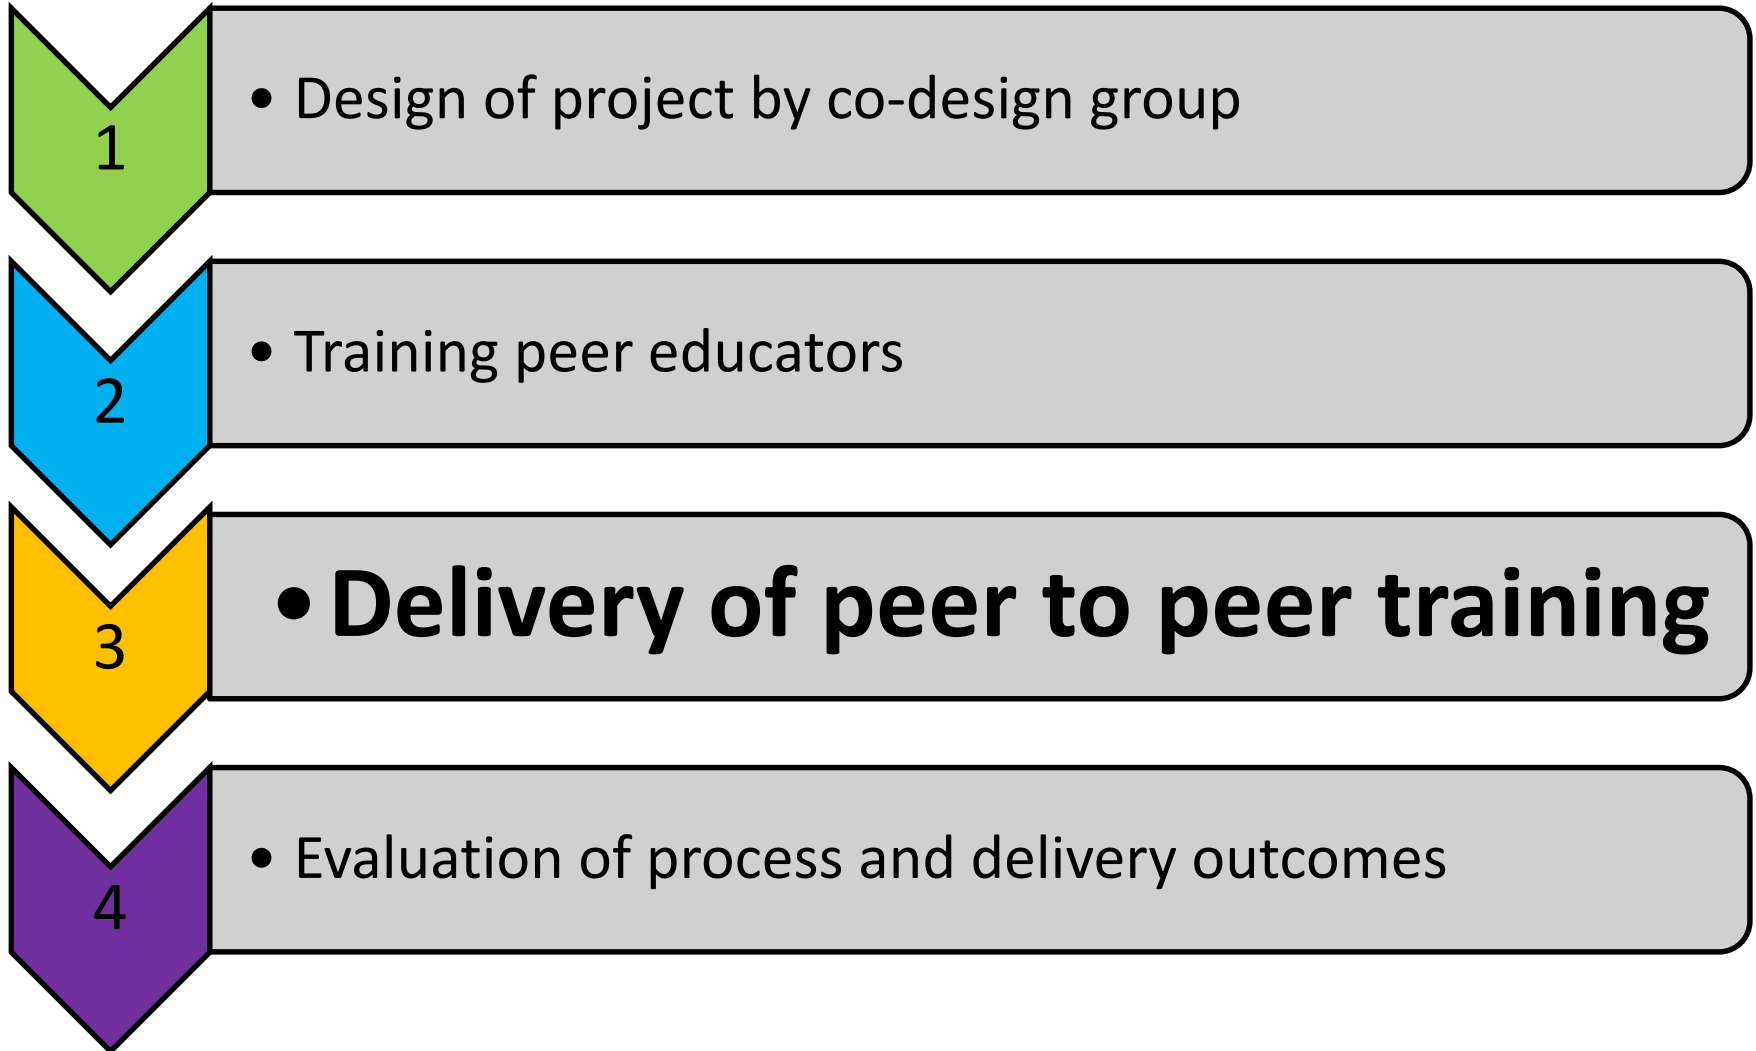 1
• Design of project by co-design group
2
• Training peer educators
3
• Delivery of peer to peer training
4
• Evaluation of process and delivery outcomes